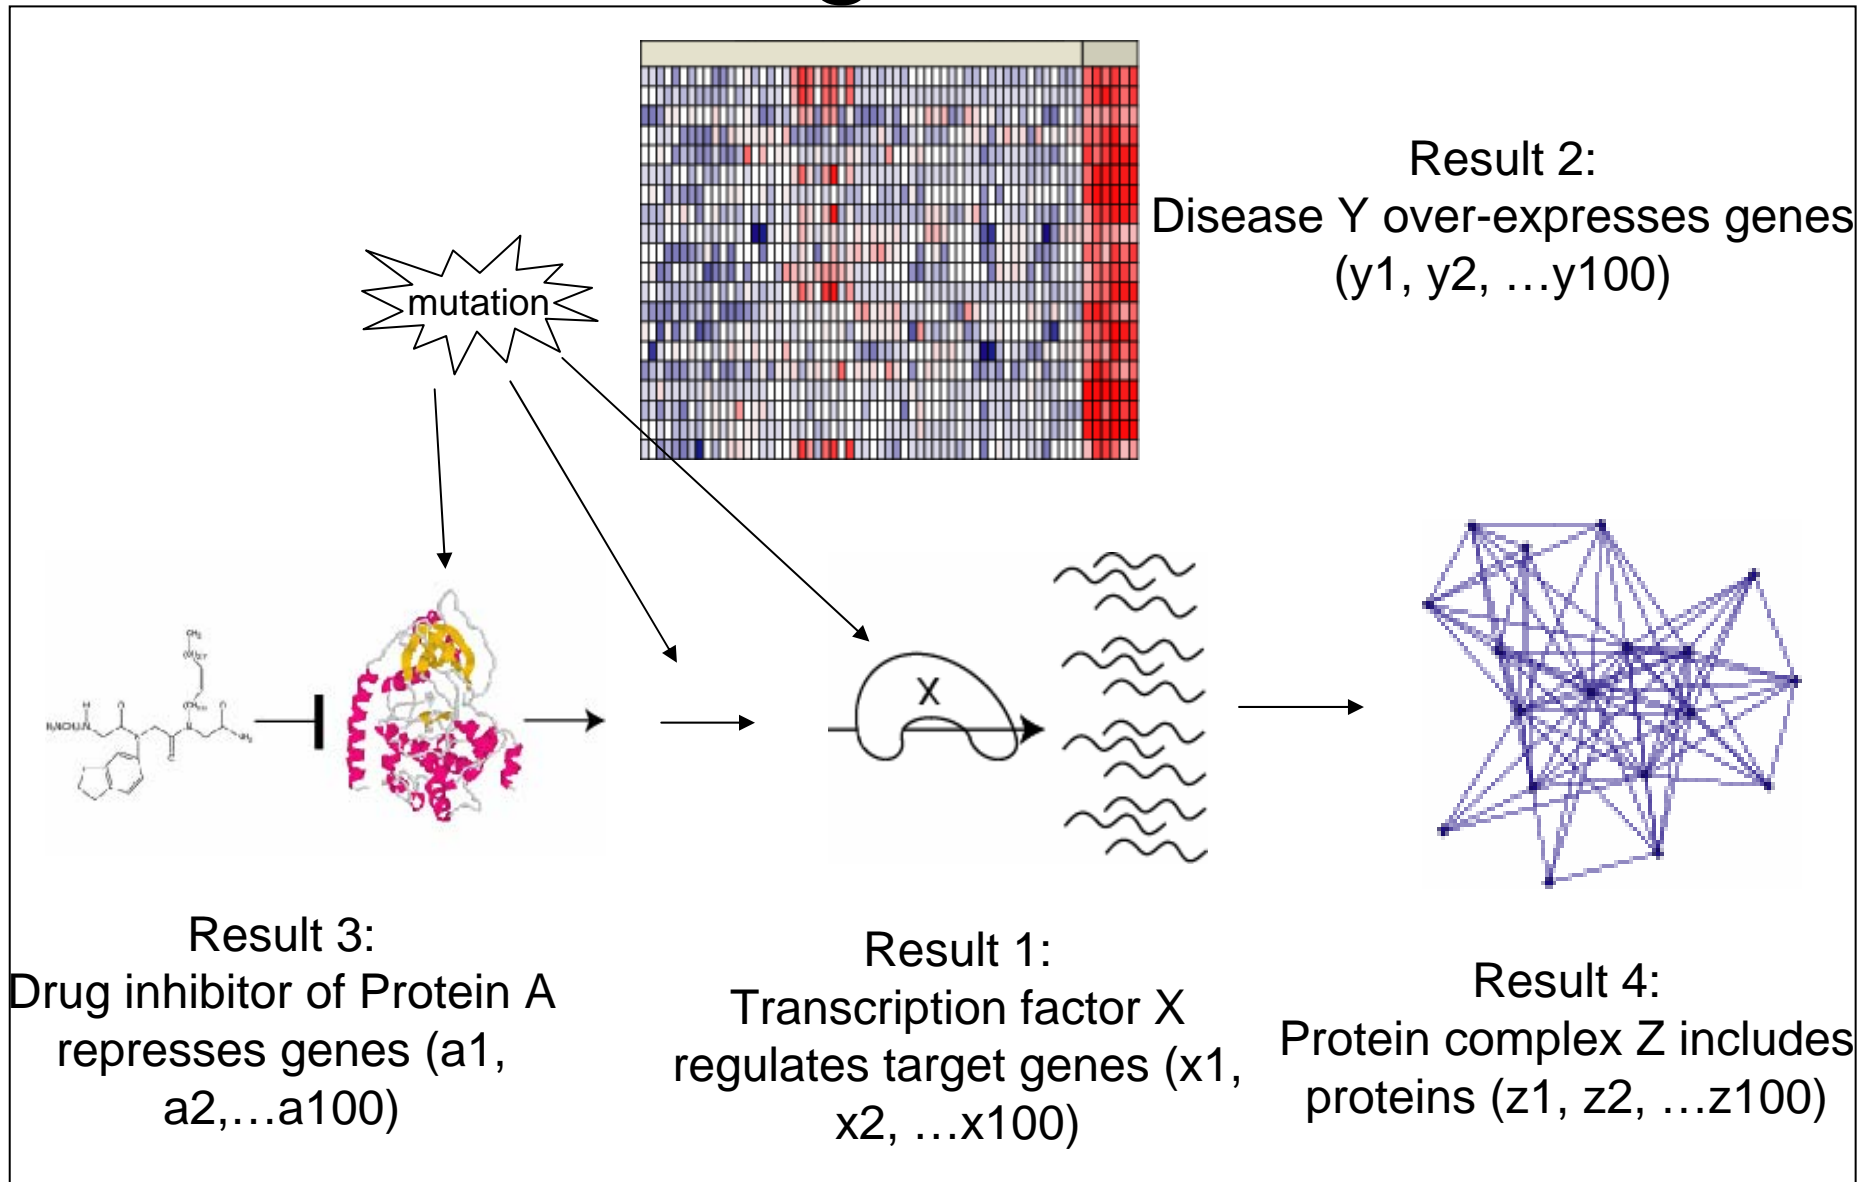 mutation
Result 2:
Disease Y over-expresses genes
(y1, y2, …y100)
X
Result 3:
Drug inhibitor of Protein A
represses genes (a1,
a2,…a100)
Result 1:
Transcription factor X
regulates target genes (x1,
x2, …x100)
Result 4:
Protein complex Z includes
proteins (z1, z2, …z100)